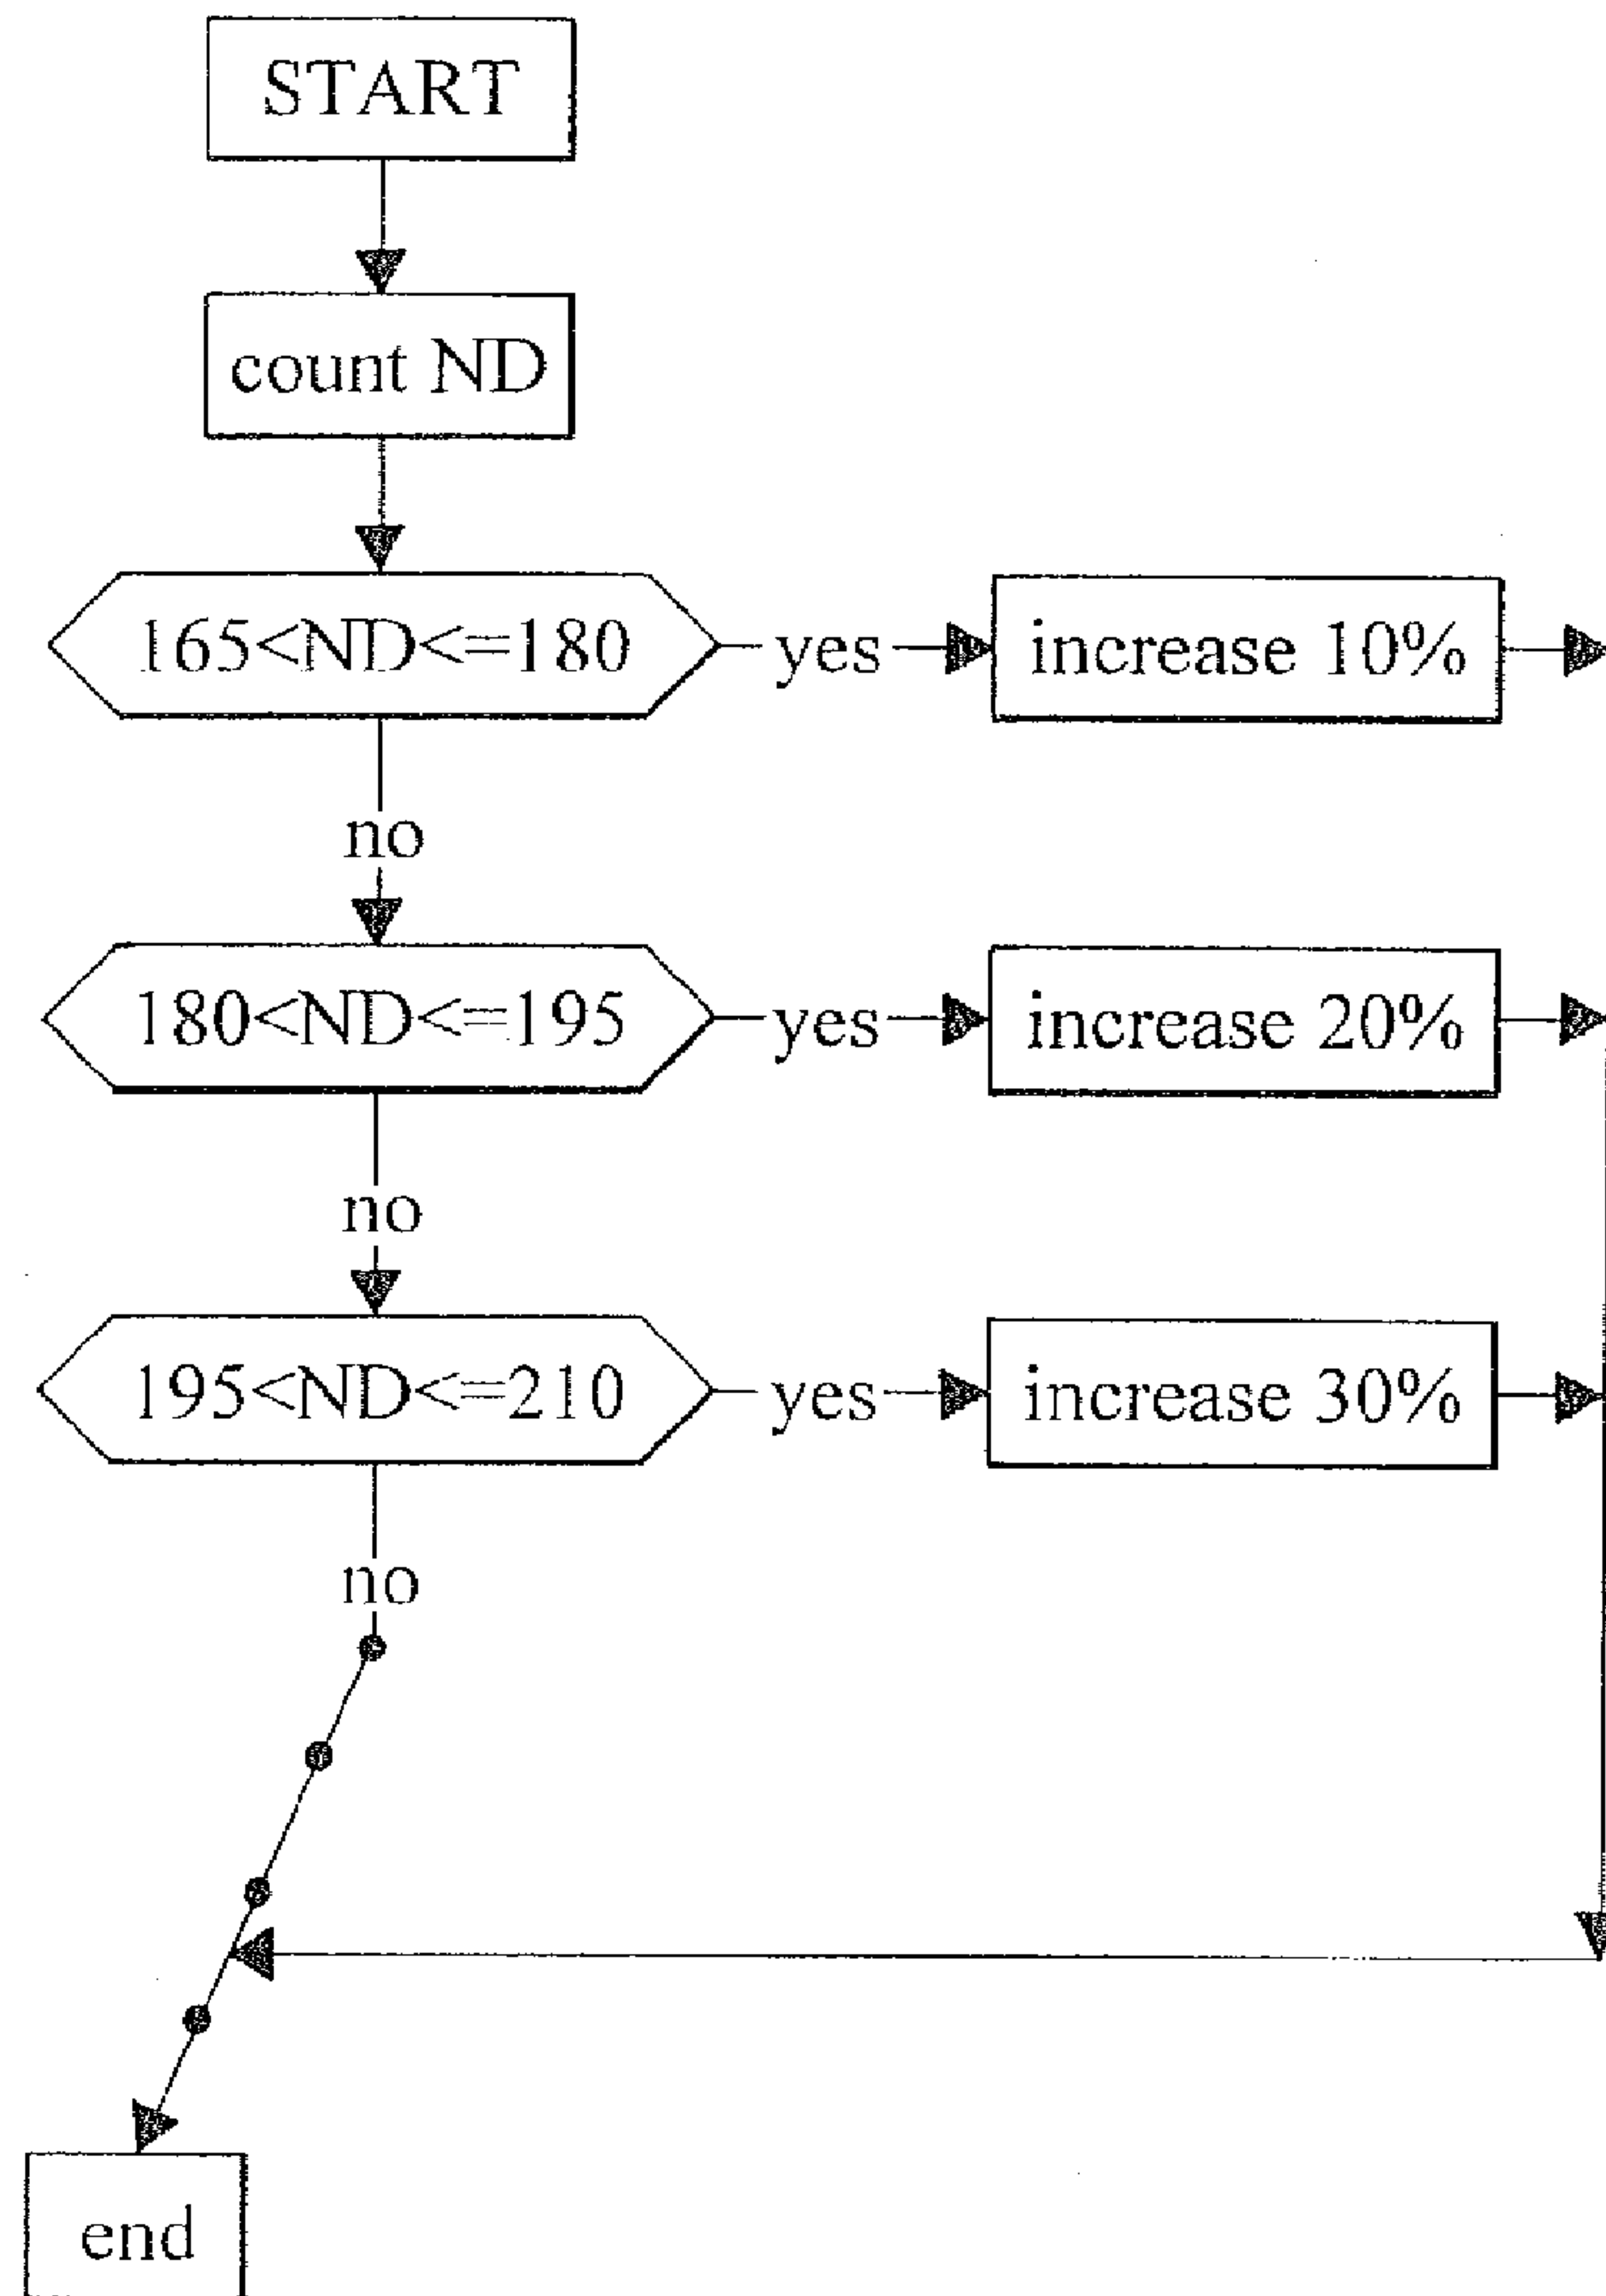 START
count ND
165<ND<=180
yes
increase 10%
no
180<ND<=195
yes
increase 20%
no
195<ND<=210
yes
increase 30%
no
end